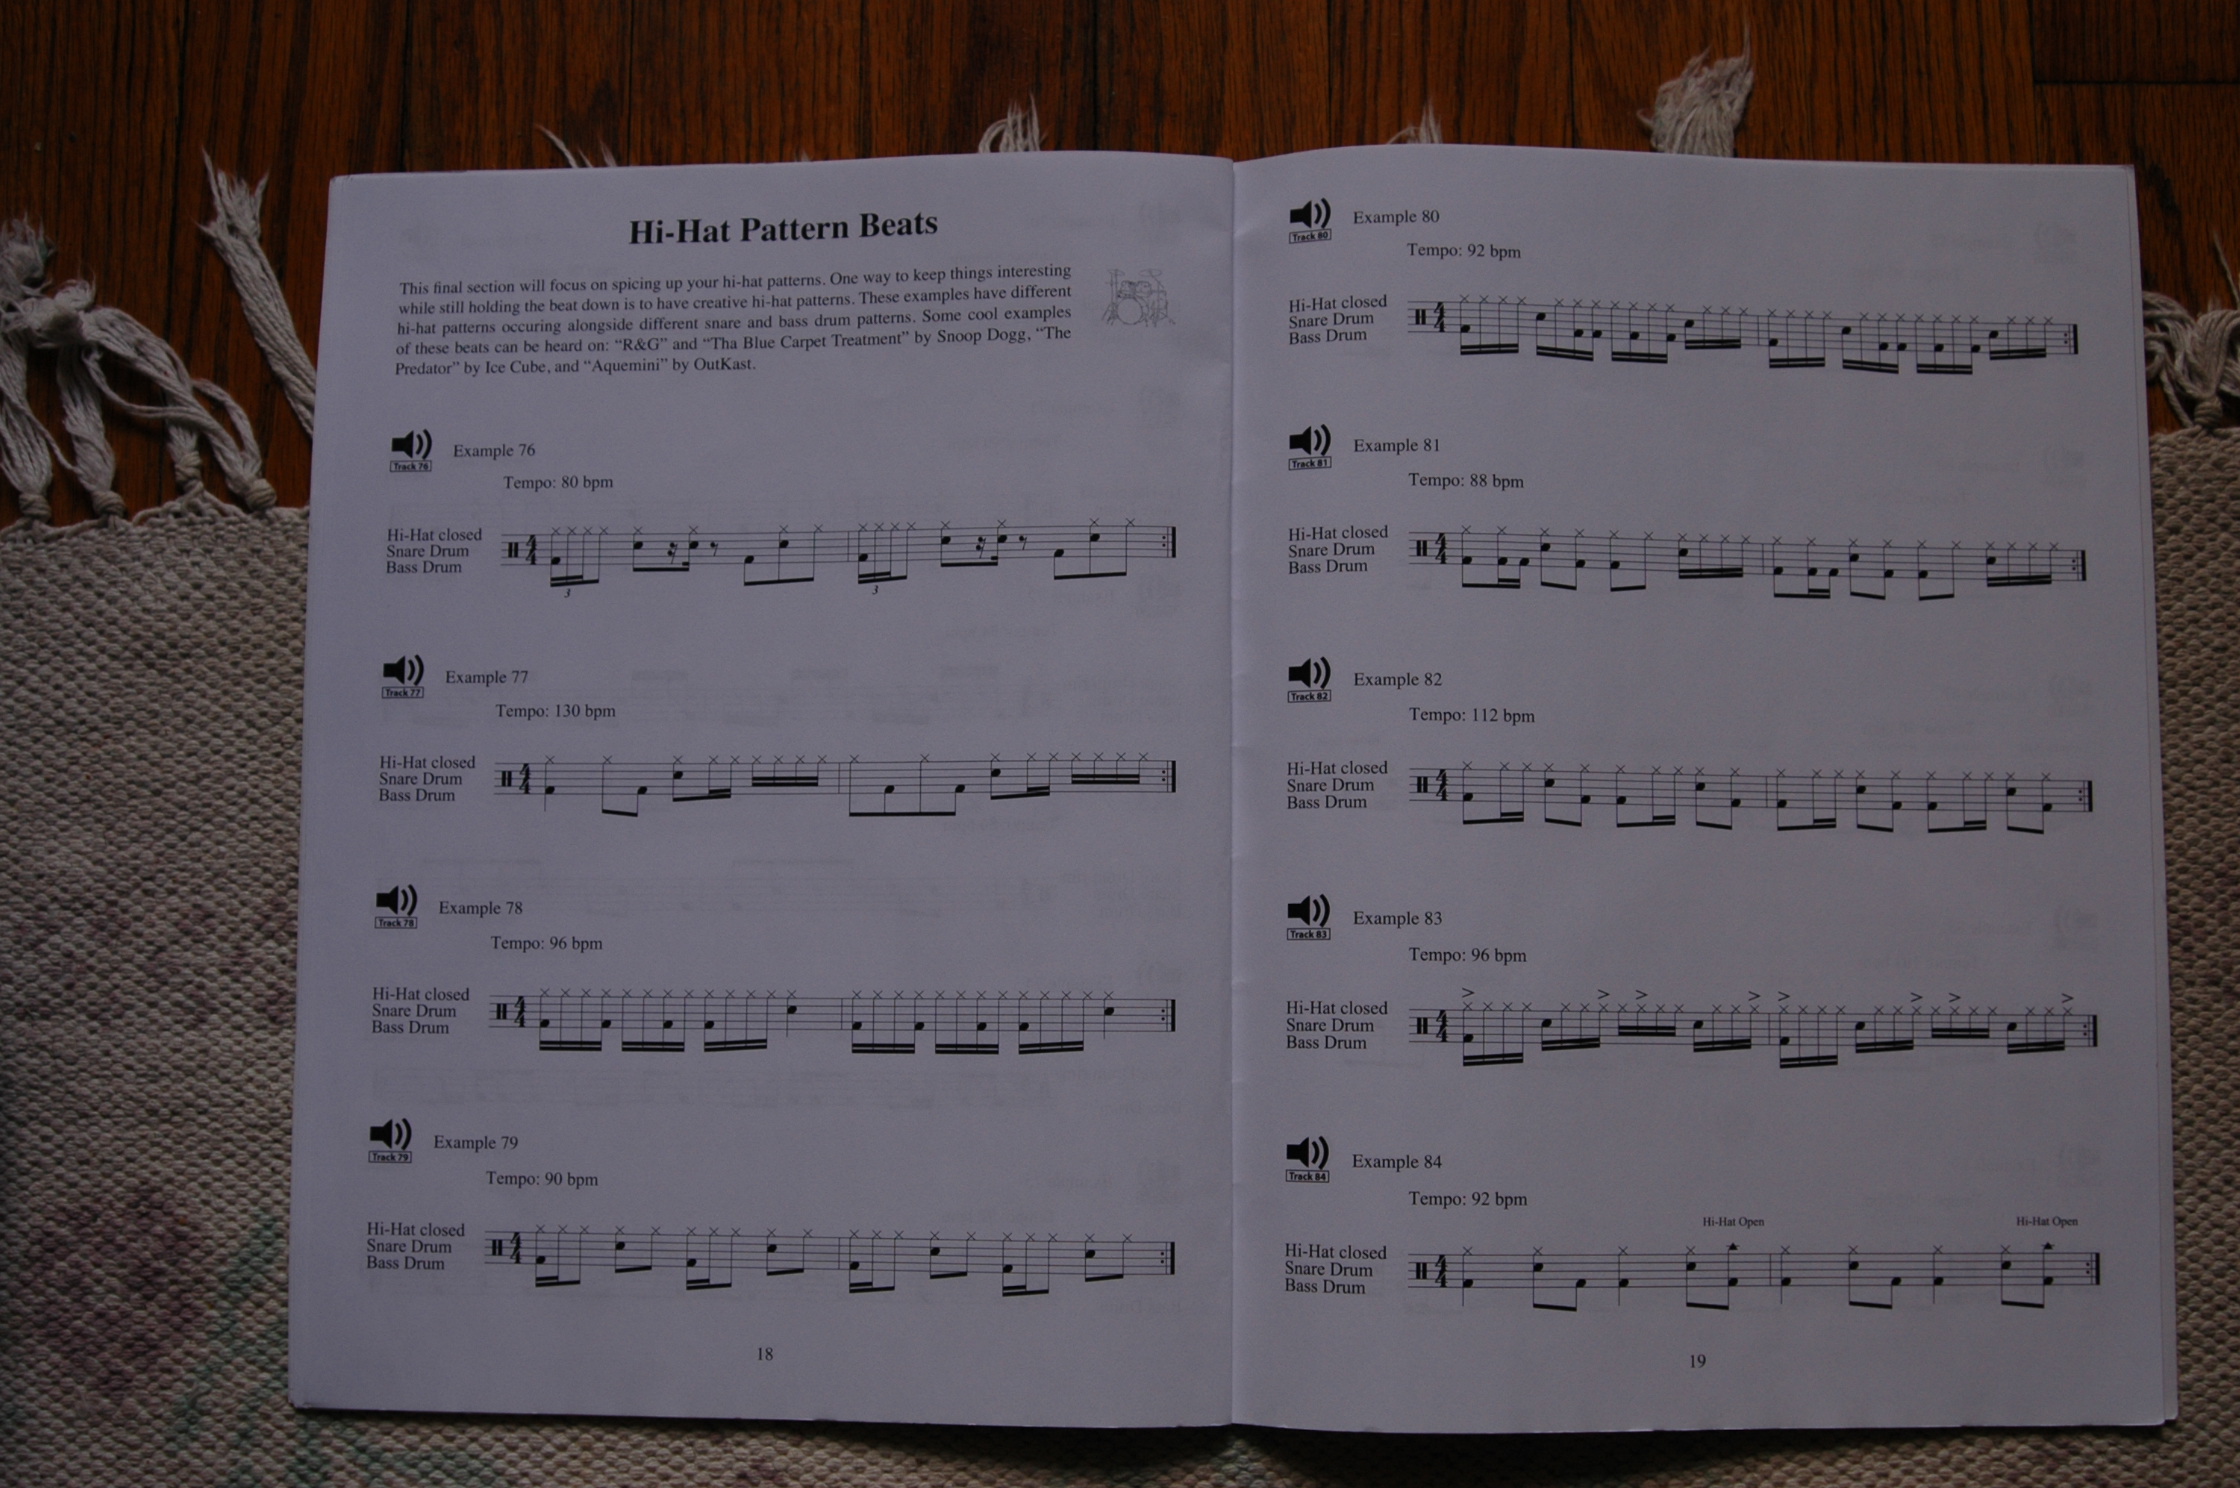 Hi-Hat Pattern Beats
This final section will focus on spicing up your hi-hat patterns. One way to keep things interesting
while still holding the beat down is to have creative hi-hat patterns. These examples have different
hi-hat patterns occuring alongside different snare and bass drum patterns. Some cool examples
of these beats can be heard on: “R&G” and “Tha Blue Carpet Treatment” by Snoop Dogg, “The
Predator” by Ice Cube, and “Aquemini” by OutKast.
Track 76
Example 76
Tempo: 80 bpm
Hi-Hat closed
Snare Drum
Bass Drum
4
4
3
3
Track 77
Example 77
Tempo: 130 bpm
Hi-Hat closed
Snare Drum
Bass Drum
4
4
Track 78
Example 78
Tempo: 96 bpm
Hi-Hat closed
Snare Drum
Bass Drum
4
4
Track 79
Example 79
Tempo: 90 bpm
Hi-Hat closed
Snare Drum
Bass Drum
4
4
18
Track 80
Example 80
Tempo: 92 bpm
Hi-Hat closed
Snare Drum
Bass Drum
4
4
Track 81
Example 81
Tempo: 88 bpm
Hi-Hat closed
Snare Drum
Bass Drum
4
4
Track 82
Example 82
Tempo: 112 bpm
Hi-Hat closed
Snare Drum
Bass Drum
4
4
Track 83
Example 83
Tempo: 96 bpm
Hi-Hat closed
Snare Drum
Bass Drum
4
4
Track 84
Example 84
Tempo: 92 bpm
Hi-Hat Open Hi-Hat Open
Hi-Hat closed
Snare Drum
Bass Drum
4
4
19